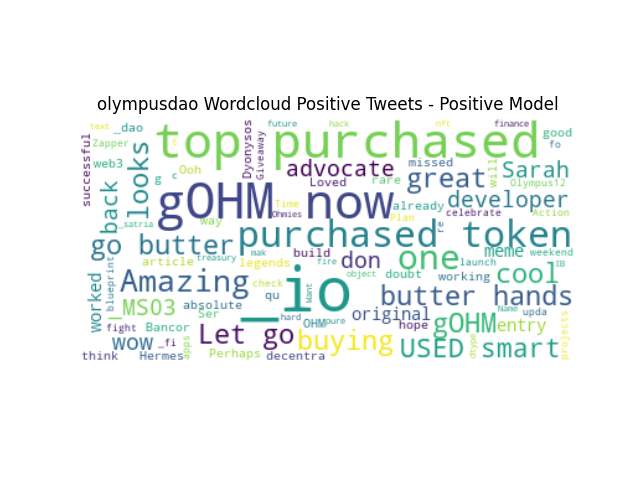 olympusdao Wordcloud Positive Tweets - Positive Model
text
_dao
future
hack
nft
finance
good
successful
Zapper
t
top purchased
Dyonysos
Giveaway
fo
web3
looks
Ooh
advocate
missed
will
Sarah
g
c
Loved
rare
great
Olympus12
back
gOHM now
Time
Ohmies
already
developer
_satria
way
Plan
celebrate
Action
go butter
purchased token
re
worked
blueprint
article
treasury
mak
build
don
one
meme
weekend
legends
fire
launch
IB
Amazing
check
_io
Want
object
doubt
working
cool
_MS03
absolute
qu
butter hands
Ser
hard
OHM
pure
original
Name
upda
fight
Bancor
Let go
hope
gOHM
entry
projects
wow
_fi
apps
buying
USED
dtype
smart
think
Hermes
Perhaps
decentra